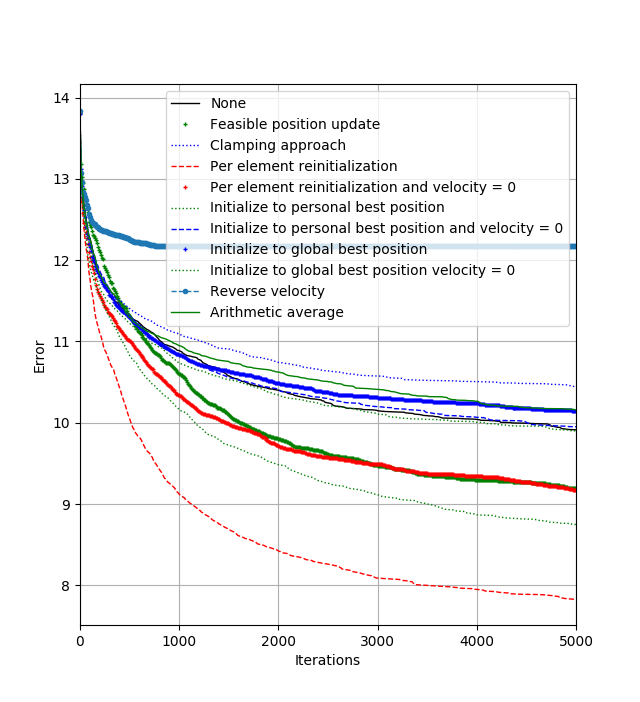 14
13
12
11
10
9
8
Error
None
Feasible position update
Clamping approach
Per element reinitialization
Per element reinitialization and velocity = 0
Initialize to personal best position
Initialize to personal best position and velocity = 0
Initialize to global best position
Initialize to global best position velocity = 0
Reverse velocity
Arithmetic average
0 1000 2000 3000 4000 5000
Iterations